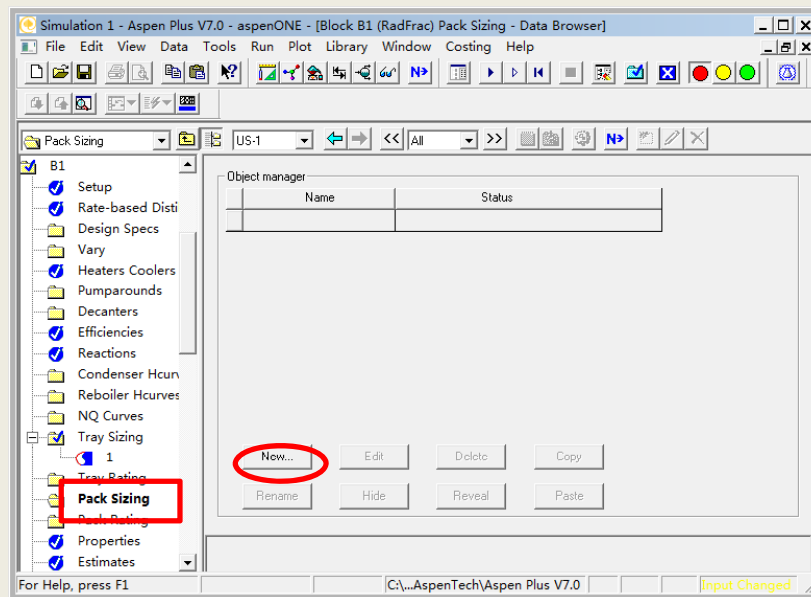 Simulation 1 - Aspen Plus V7.0 - aspenONE - [Block B1 (RadFrac) Pack Sizing - Data Browser]
File Edit View Data Tools Run Plot Library Window Costing Help
N>
Pack Sizing US-1 << All >> N>
B1
Setup
Rate-based Disti
Design Specs
Vary
Heaters Coolers
Pumparounds
Decanters
Efficiencies
Reactions
Condenser Hcurv
Reboiler Hcurves
NQ Curves
Tray Sizing
1
Tray Rating
Pack Sizing
Pack Rating
Properties
Estimates
Object manager
Name Status
New... Edit Delete Copy
Rename Hide Reveal Paste
For Help, press F1 C:\...AspenTech\Aspen Plus V7.0 Input Changed